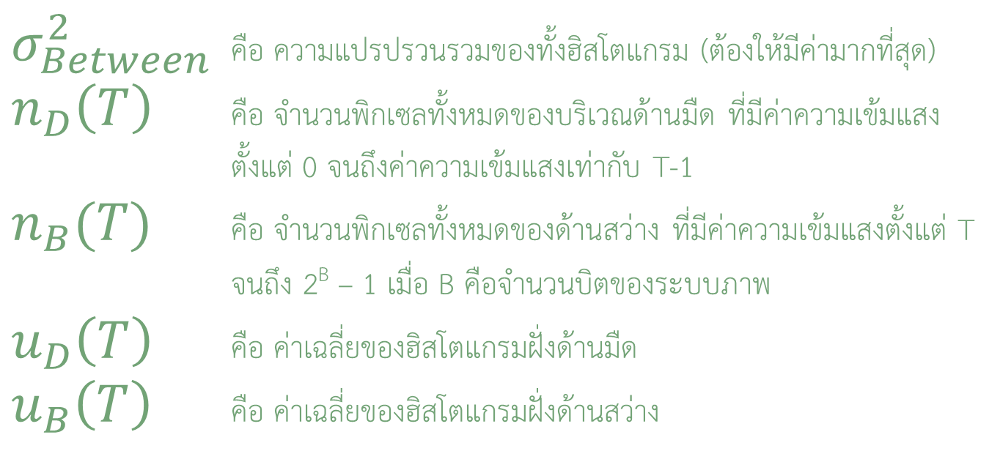 σ²_Between คือ ความแปรปรวนรวมของทั้งฮิสโตแกรม (ต้องให้มีค่ามากที่สุด)
n_D(T) คือ จำนวนพิกเซลทั้งหมดของบริเวณด้านมืด ที่มีค่าความเข้มแสง
ตั้งแต่ 0 จนถึงค่าความเข้มแสงเท่ากับ T-1
n_B(T) คือ จำนวนพิกเซลทั้งหมดของด้านสว่าง ที่มีค่าความเข้มแสงตั้งแต่ T
จนถึง 2^B – 1 เมื่อ B คือจำนวนบิตของระบบภาพ
u_D(T) คือ ค่าเฉลี่ยของฮิสโตแกรมฝั่งด้านมืด
u_B(T) คือ ค่าเฉลี่ยของฮิสโตแกรมฝั่งด้านสว่าง